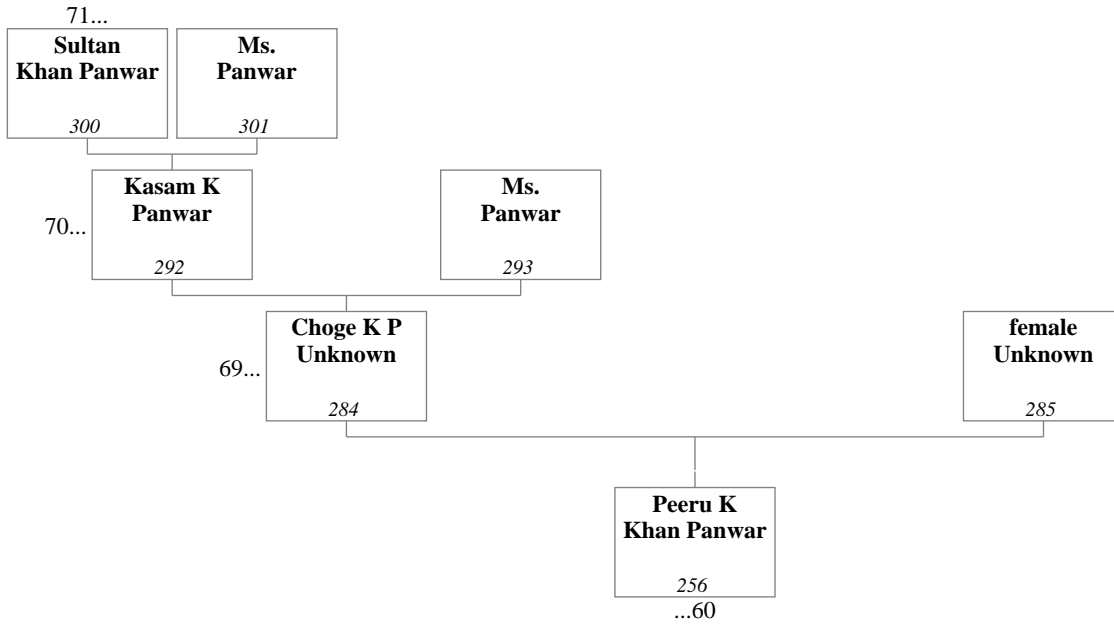 71...
Sultan
Khan Panwar
300
Ms.
Panwar
301
70...
Kasam K
Panwar
292
Ms.
Panwar
293
69...
Choge K P
Unknown
284
female
Unknown
285
Peeru K
Khan Panwar
256
...60